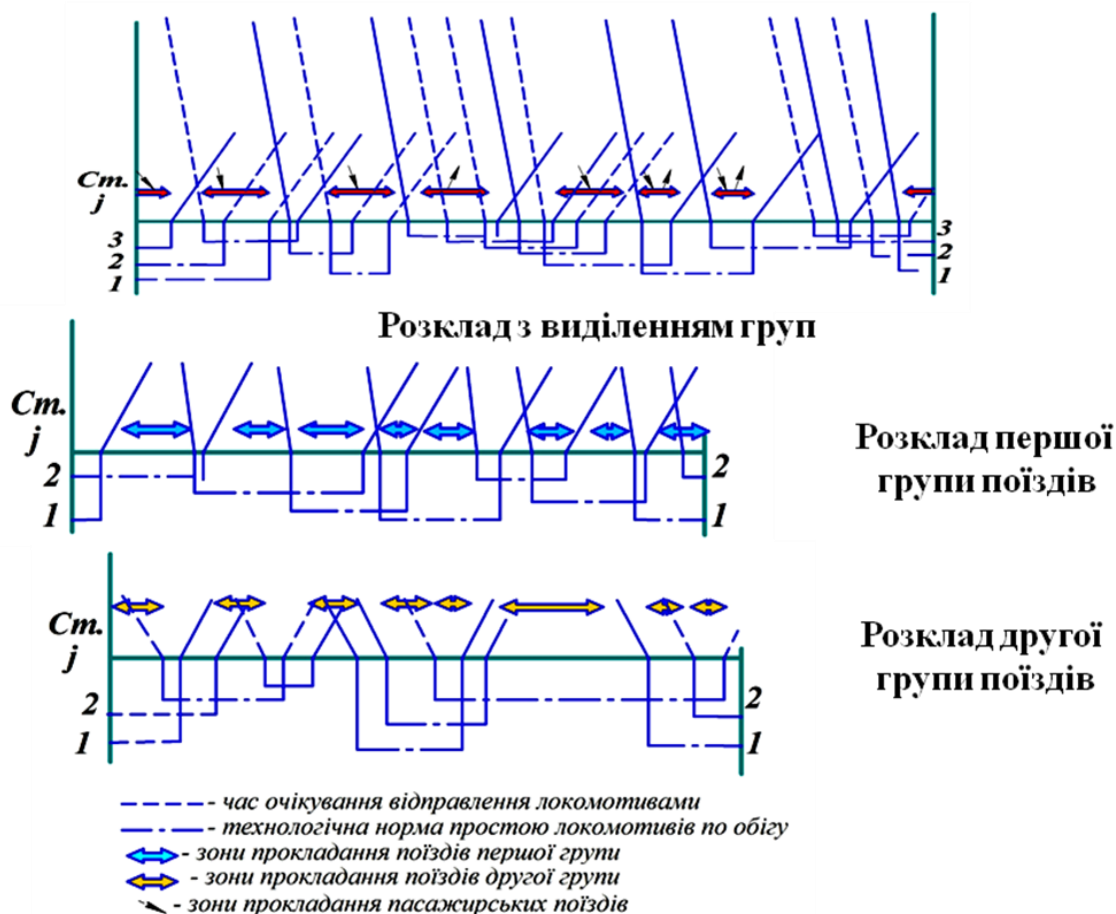 Ст.
j
3
2
1
3
2
1
Розклад з виділенням груп
Ст.
j
2
1
2
1
Розклад першої
групи поїздів
Ст.
j
2
1
2
1
Розклад другої
групи поїздів
- час очікування відправлення локомотивами
- технологічна норма простою локомотивів по обігу
- зони прокладання поїздів першої групи
- зони прокладання поїздів другої групи
- зони прокладання пасажирських поїздів